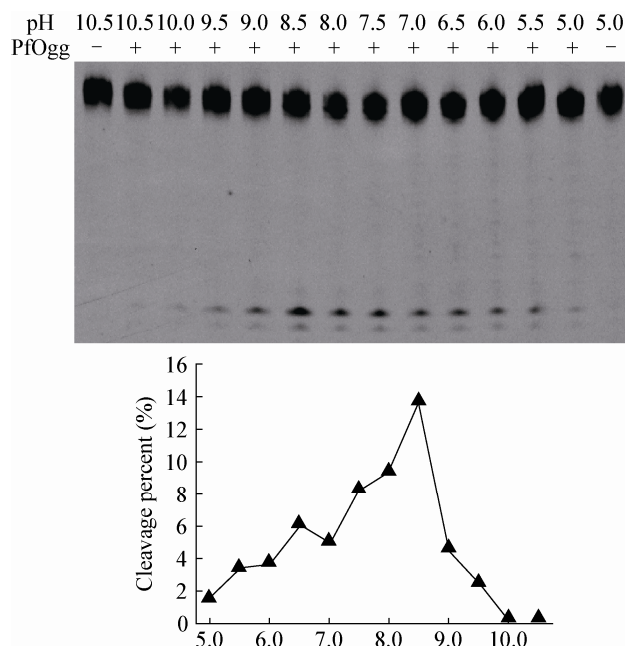 pH 10.5 10.5 10.0 9.5 9.0 8.5 8.0 7.5 7.0 6.5 6.0 5.5 5.0 5.0
PfOgg − + + + + + + + + + + + + −
16
14
12
10
8
6
4
2
0
Cleavage percent (%)
5.0 6.0 7.0 8.0 9.0 10.0